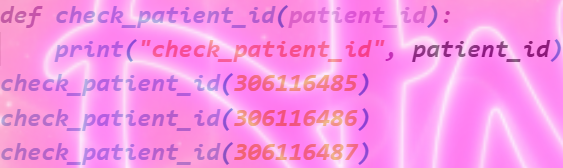 def check_patient_id(patient_id):
    print("check_patient_id", patient_id)
check_patient_id(306116485)
check_patient_id(306116486)
check_patient_id(306116487)